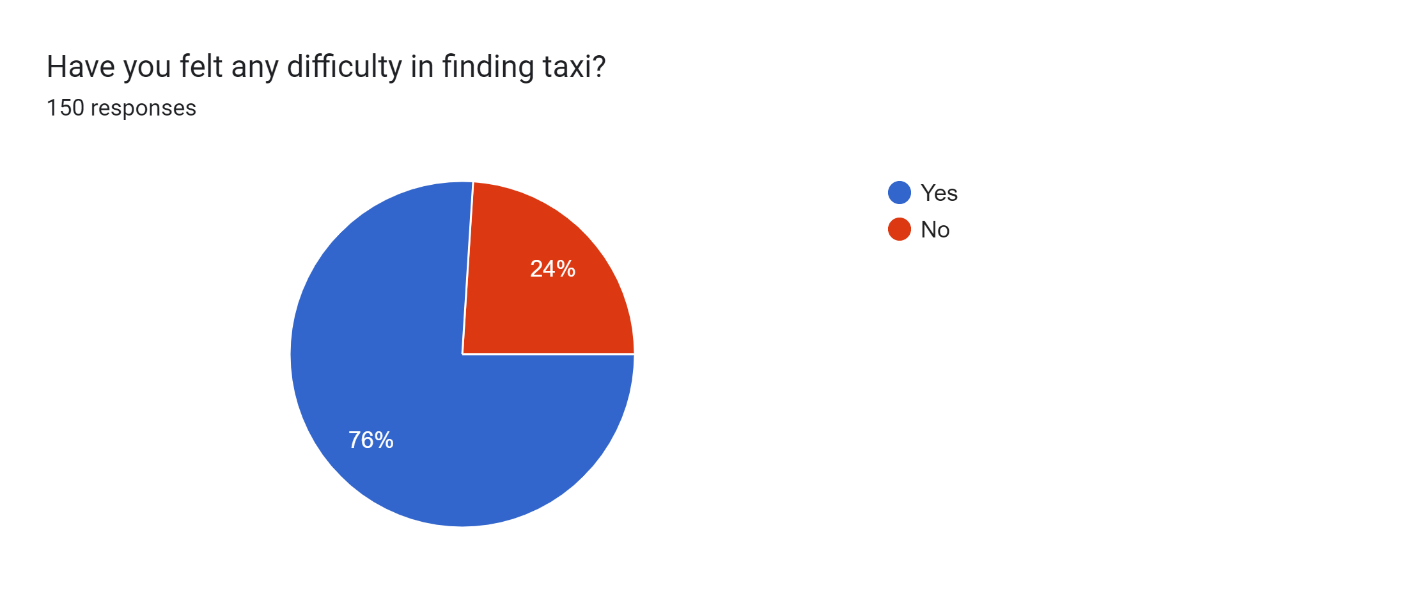 Have you felt any difficulty in finding taxi?
150 responses
Yes
No
24%
76%